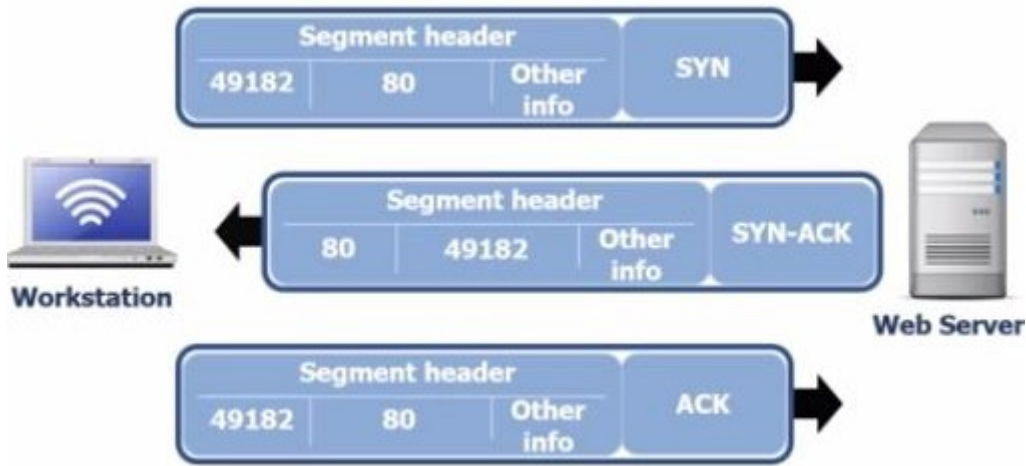 Segment header
49182 80 Other info
SYN
Segment header
80 49182 Other info
SYN-ACK
Workstation
Web Server
Segment header
49182 80 Other info
ACK